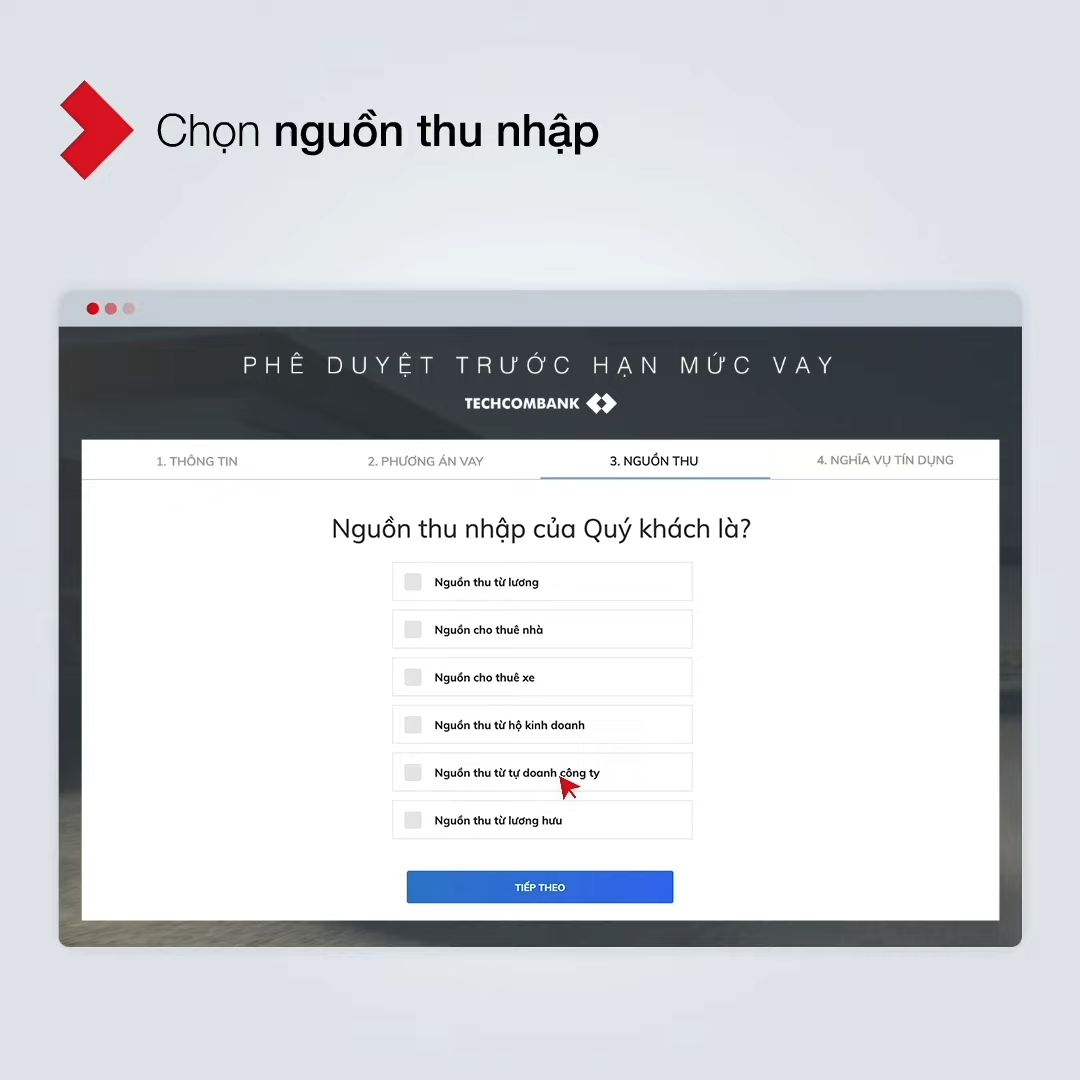 Chọn nguồn thu nhập
PHÊ DUYỆT TRƯỚC HẠN MỨC VAY
TECHCOMBANK
1. THÔNG TIN
2. PHƯƠNG ÁN VAY
3. NGUỒN THU
4. NGHĨA VỤ TÍN DỤNG
Nguồn thu nhập của Quý khách là?
Nguồn thu từ lương
Nguồn cho thuê nhà
Nguồn cho thuê xe
Nguồn thu từ hộ kinh doanh
Nguồn thu từ tự doanh công ty
Nguồn thu từ lương hưu
TIẾP THEO